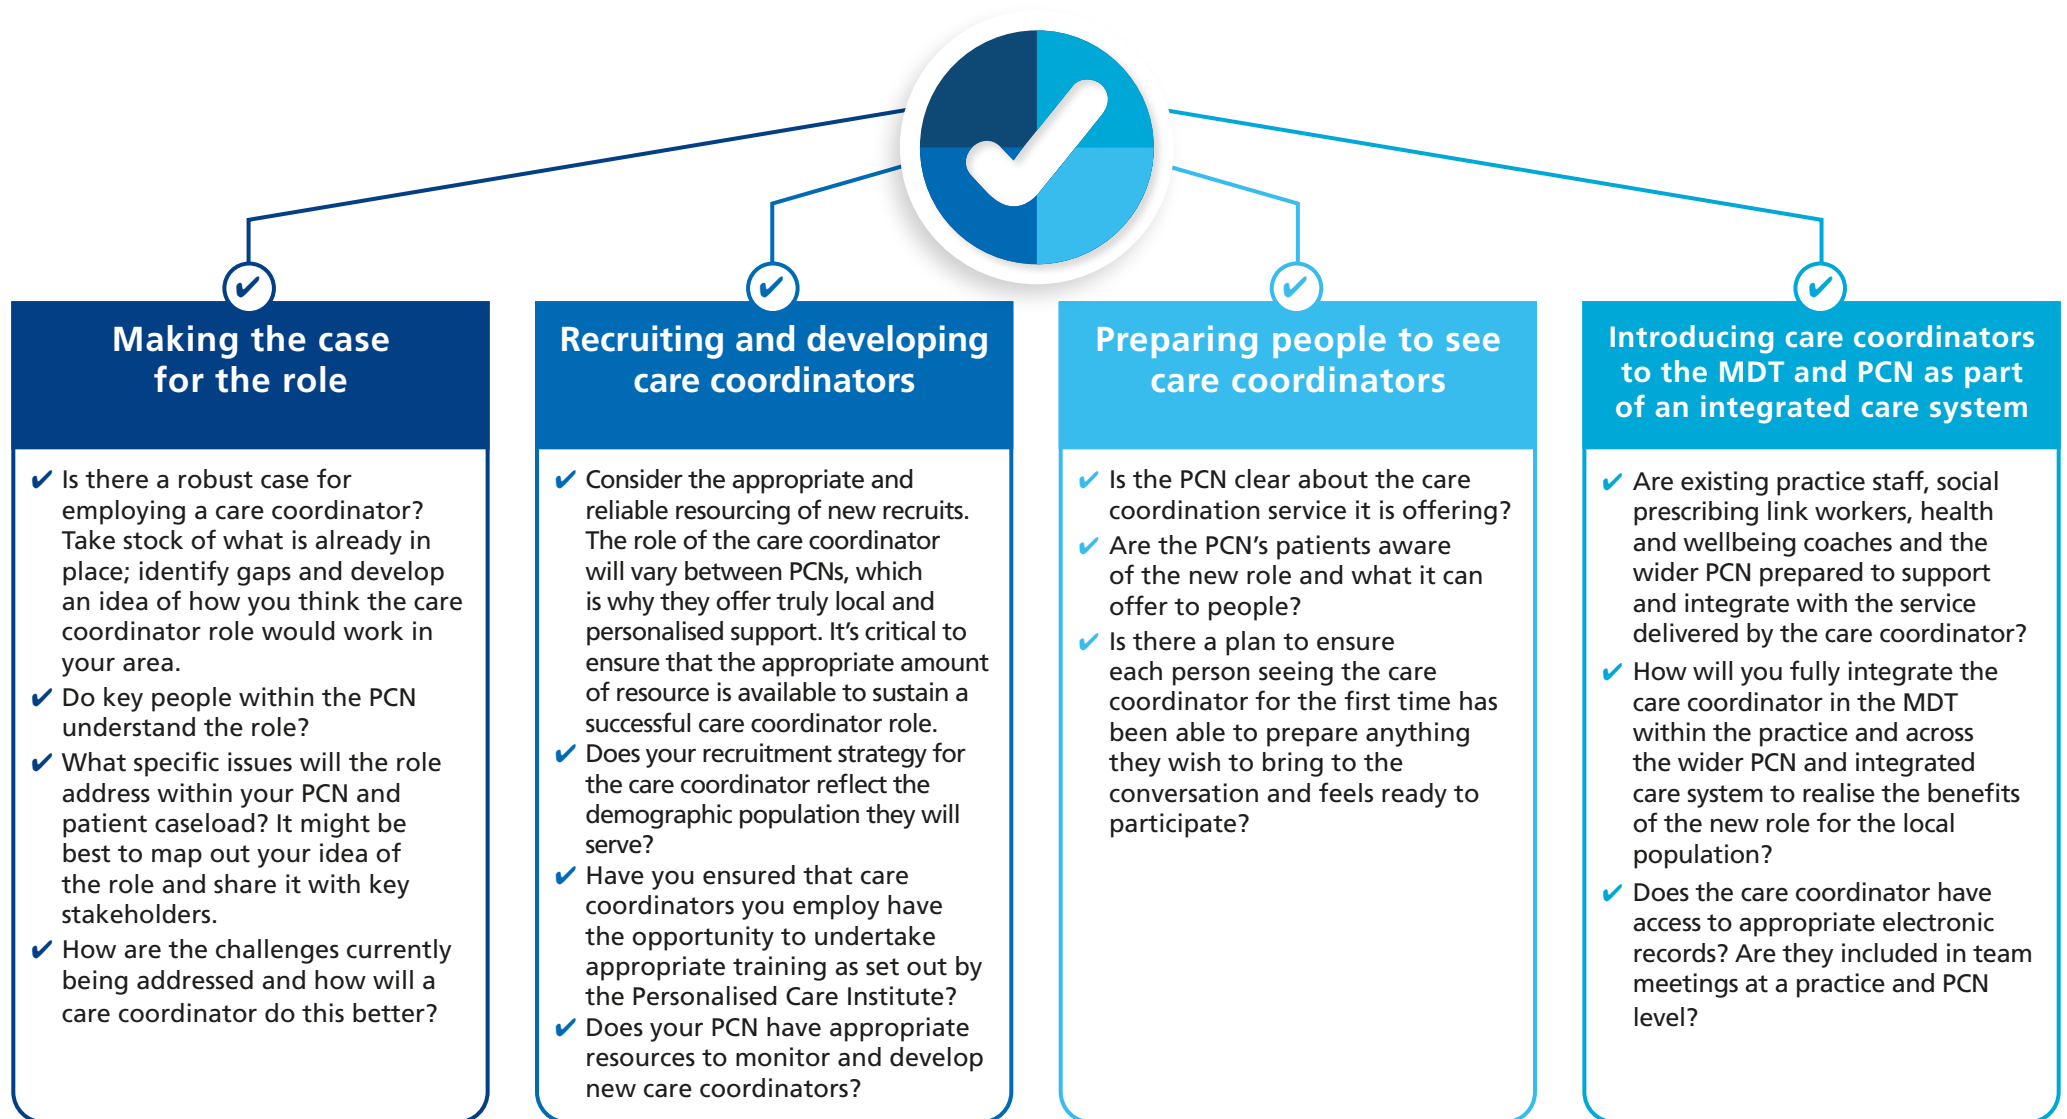 Making the case
for the role
✔ Is there a robust case for
employing a care coordinator?
Take stock of what is already in
place; identify gaps and develop
an idea of how you think the care
coordinator role would work in
your area.
✔ Do key people within the PCN
understand the role?
✔ What specific issues will the role
address within your PCN and
patient caseload? It might be
best to map out your idea of
the role and share it with key
stakeholders.
✔ How are the challenges currently
being addressed and how will a
care coordinator do this better?
Recruiting and developing
care coordinators
✔ Consider the appropriate and
reliable resourcing of new recruits.
The role of the care coordinator
will vary between PCNs, which
is why they offer truly local and
personalised support. It's critical to
ensure that the appropriate amount
of resource is available to sustain a
successful care coordinator role.
✔ Does your recruitment strategy for
the care coordinator reflect the
demographic population they will
serve?
✔ Have you ensured that care
coordinators you employ have
the opportunity to undertake
appropriate training as set out by
the Personalised Care Institute?
✔ Does your PCN have appropriate
resources to monitor and develop
new care coordinators?
Preparing people to see
care coordinators
✔ Is the PCN clear about the care
coordination service it is offering?
✔ Are the PCN's patients aware
of the new role and what it can
offer to people?
✔ Is there a plan to ensure
each person seeing the care
coordinator for the first time has
been able to prepare anything
they wish to bring to the
conversation and feels ready to
participate?
Introducing care coordinators
to the MDT and PCN as part
of an integrated care system
✔ Are existing practice staff, social
prescribing link workers, health
and wellbeing coaches and the
wider PCN prepared to support
and integrate with the service
delivered by the care coordinator?
✔ How will you fully integrate the
care coordinator in the MDT
within the practice and across
the wider PCN and integrated
care system to realise the benefits
of the new role for the local
population?
✔ Does the care coordinator have
access to appropriate electronic
records? Are they included in team
meetings at a practice and PCN
level?